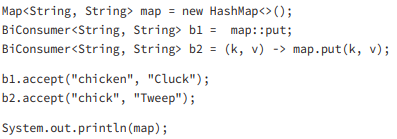 Map<String, String> map = new HashMap<>();
BiConsumer<String, String> b1 =  map::put;
BiConsumer<String, String> b2 = (k, v) -> map.put(k, v);
b1.accept("chicken", "Cluck");
b2.accept("chick", "Tweep");
System.out.println(map);